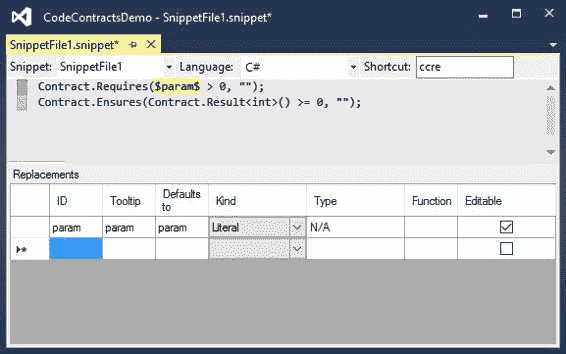 CodeContractsDemo - SnippetFile1.snippet*
SnippetFile1.snippet*
Snippet: SnippetFile1 Language: C# Shortcut: ccre
Contract.Requires($param$ > 0, "");
Contract.Ensures(Contract.Result<int>() >= 0, "");
Replacements
ID Tooltip Defaults to Kind Type Function Editable
param param param Literal N/A